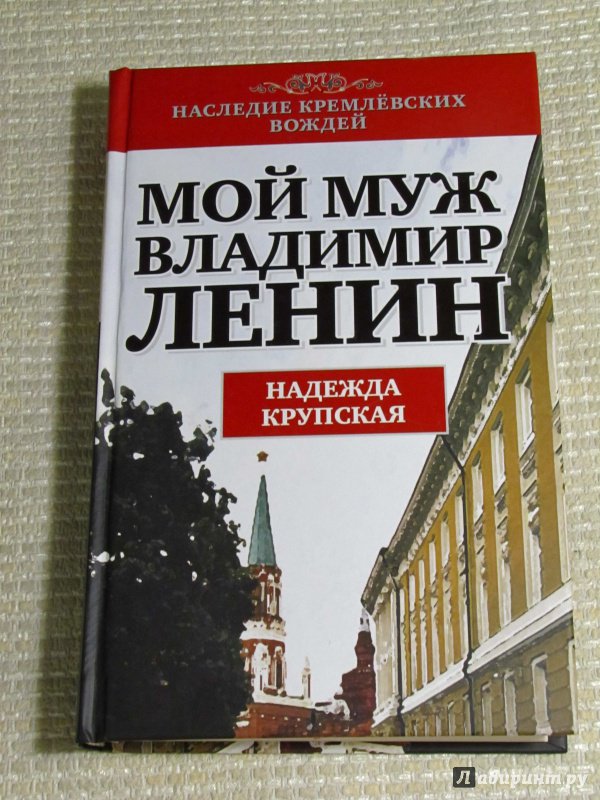 НАСЛЕДИЕ КРЕМЛЁВСКИХ
ВОЖДЕЙ
МОЙ МУЖ
ВЛАДИМИР
ЛЕНИН
НАДЕЖДА
КРУПСКАЯ
Лабиринт.ру